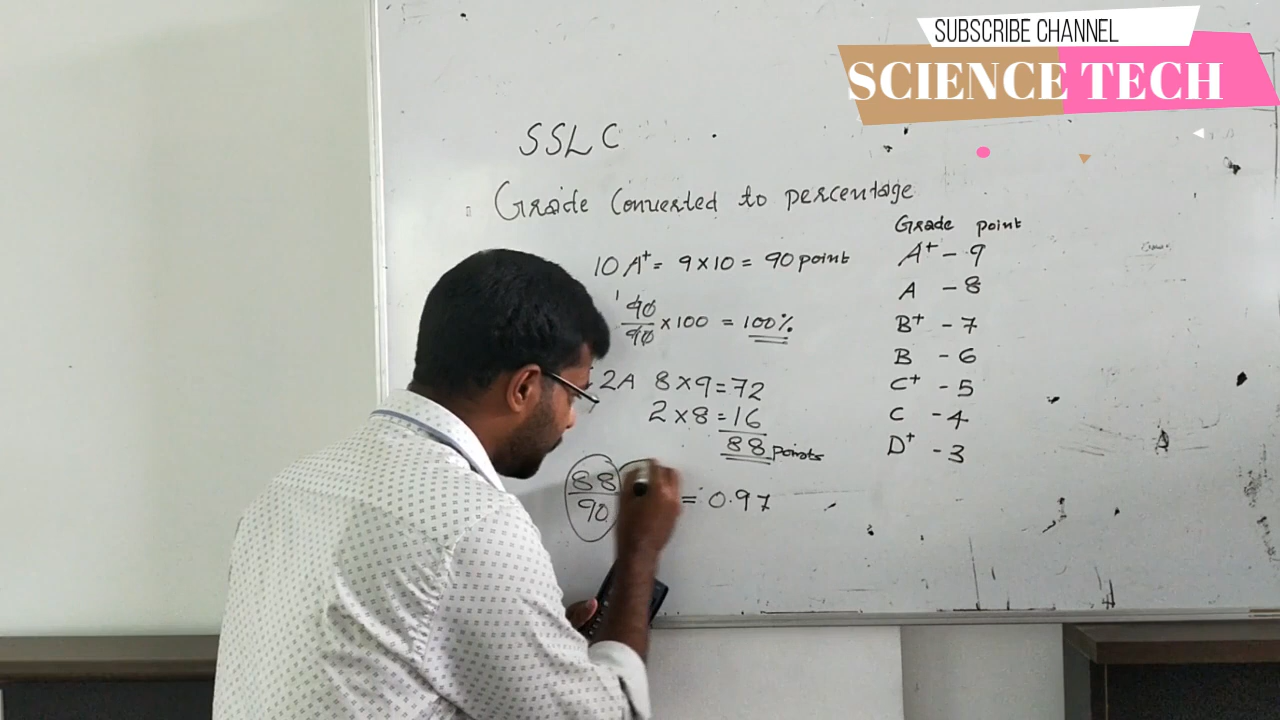 SUBSCRIBE CHANNEL
SCIENCE TECH
SSLC
Grade Converted to percentage
10 A+ = 9 × 10 = 90 point
1
90
90 × 100 = 100%
2A 8 × 9 = 72
2 × 8 = 16
88 points
88
90 = 0.97
Grade point
A+ - 9
A - 8
B+ - 7
B - 6
C+ - 5
C - 4
D+ - 3